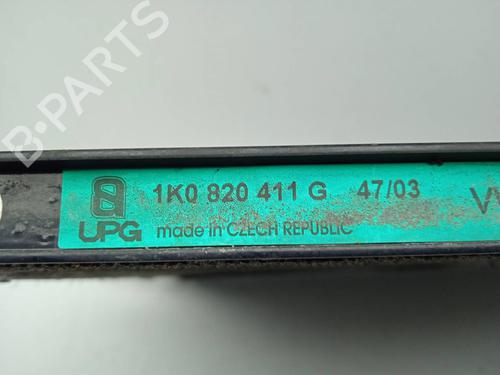 B-PARTS
1K0 820 411 G 47/03
UPG made in CZECH REPUBLIC